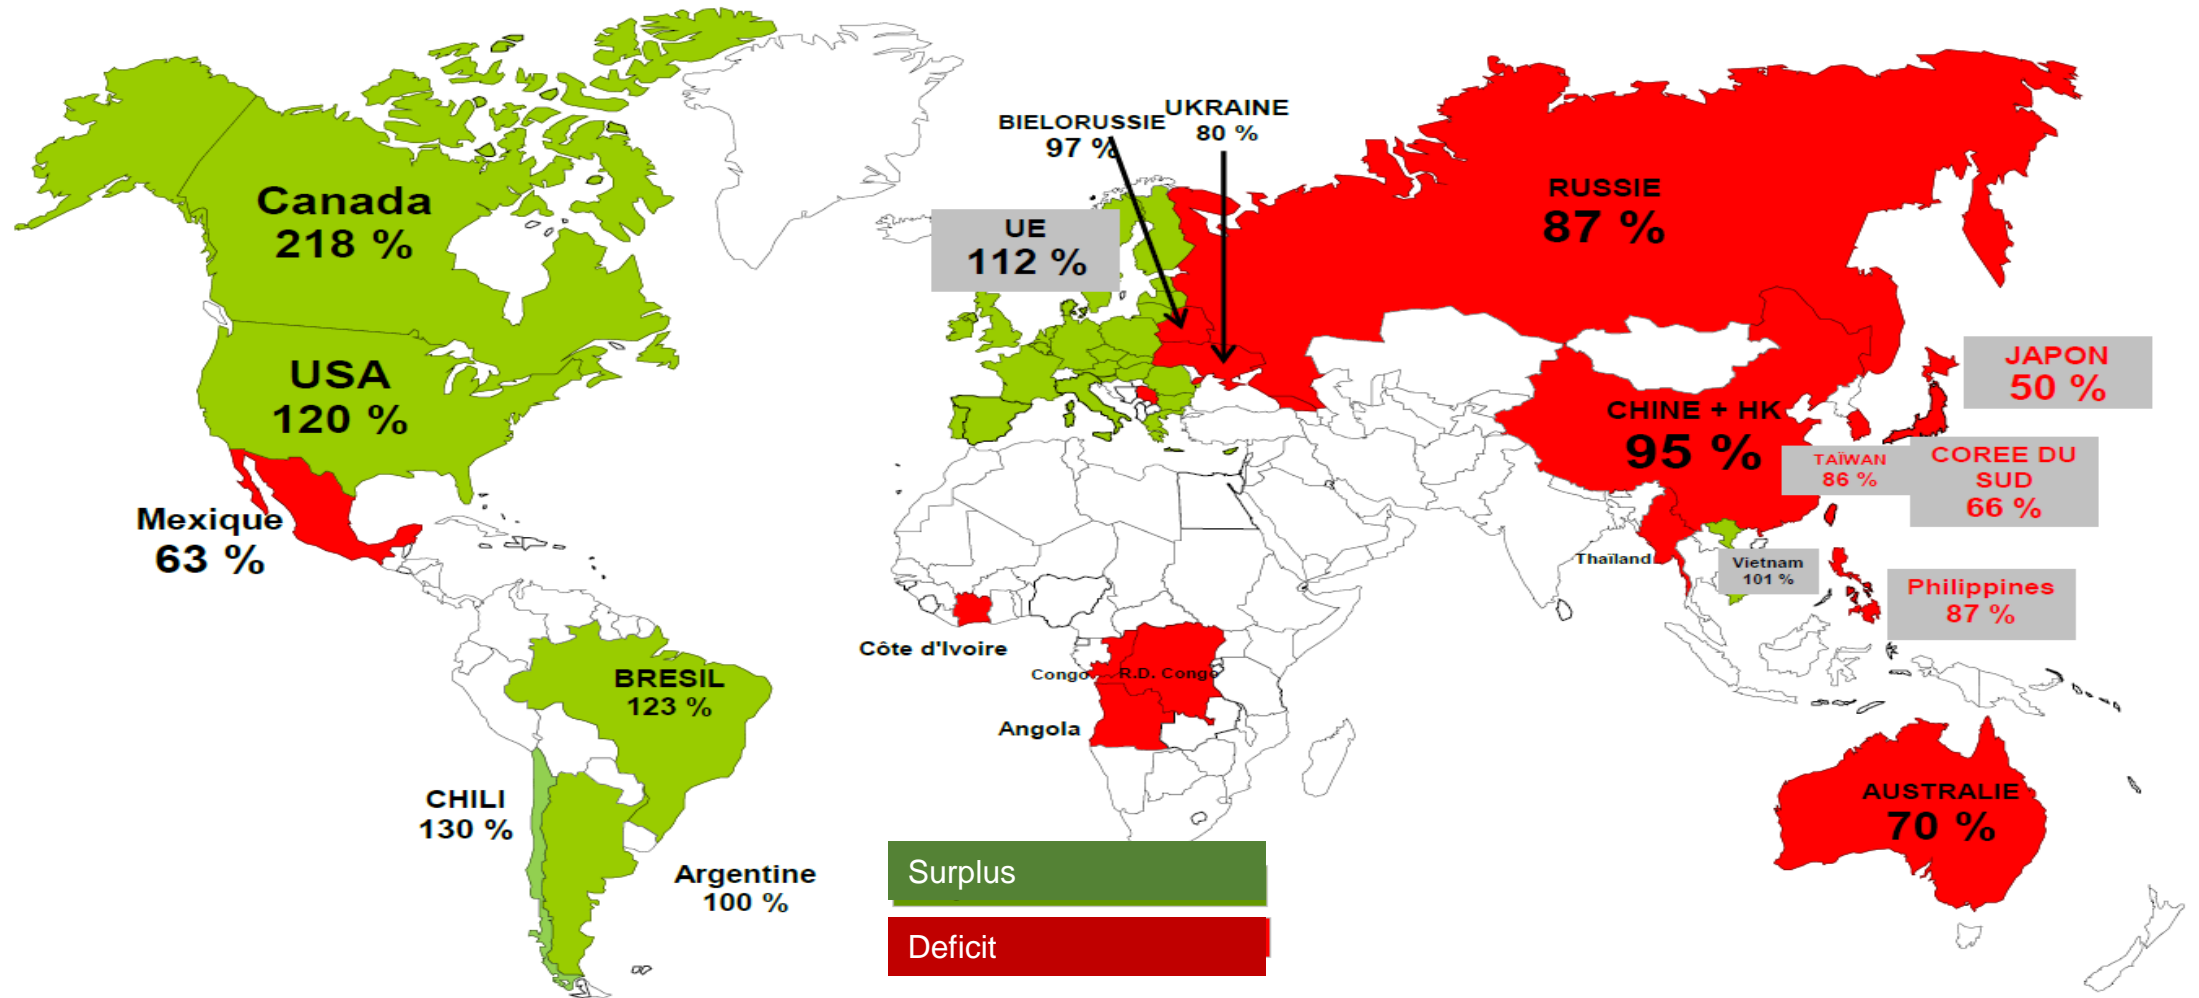 Canada
218 %
USA
120 %
Mexique
63 %
BRESIL
123 %
CHILI
130 %
Argentine
100 %
UE
112 %
BIELORUSSIE
97 %
UKRAINE
80 %
RUSSIE
87 %
CHINE + HK
95 %
JAPON
50 %
TAÏWAN
86 %
COREE DU
SUD
66 %
Thaïland
Vietnam
101 %
Philippines
87 %
Côte d'Ivoire
Congo
R.D. Congo
Angola
AUSTRALIE
70 %
Surplus
Deficit